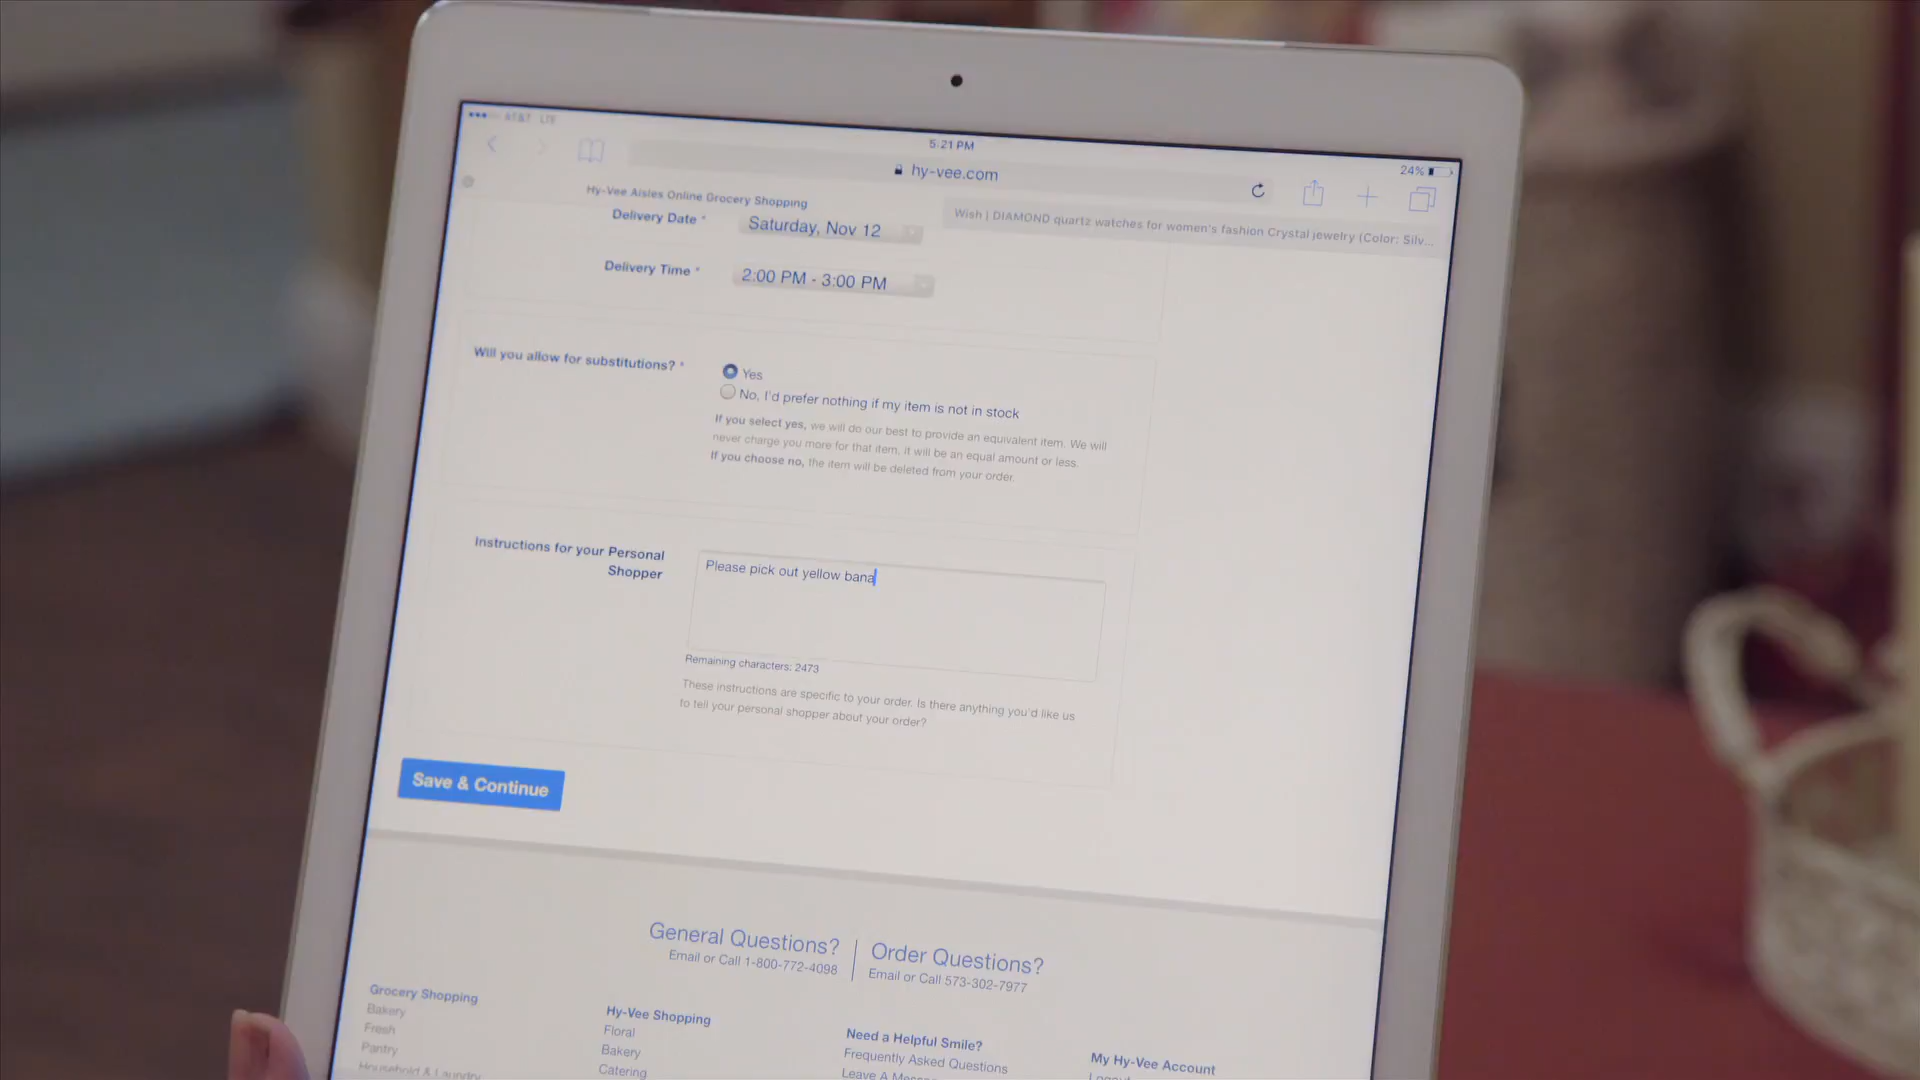 AT&T LTE
5:21 PM
24%
hy-vee.com
Hy-Vee Aisles Online Grocery Shopping
Wish | DIAMOND quartz watches for women's fashion Crystal jewelry (Color: Silv...
Delivery Date *
Saturday, Nov 12
Delivery Time *
2:00 PM - 3:00 PM
Will you allow for substitutions? *
Yes
No, I'd prefer nothing if my item is not in stock
If you select yes, we will do our best to provide an equivalent item. We will
never charge you more for that item, it will be an equal amount or less.
If you choose no, the item will be deleted from your order.
Instructions for your Personal
Shopper
Please pick out yellow bana
Remaining characters: 2473
These instructions are specific to your order. Is there anything you'd like us
to tell your personal shopper about your order?
Save & Continue
General Questions?
Email or Call 1-800-772-4098
Order Questions?
Email or Call 573-302-7977
Grocery Shopping
Bakery
Fresh
Pantry
Household & Laundry
Hy-Vee Shopping
Floral
Bakery
Catering
Need a Helpful Smile?
Frequently Asked Questions
Leave A
My Hy-Vee Account